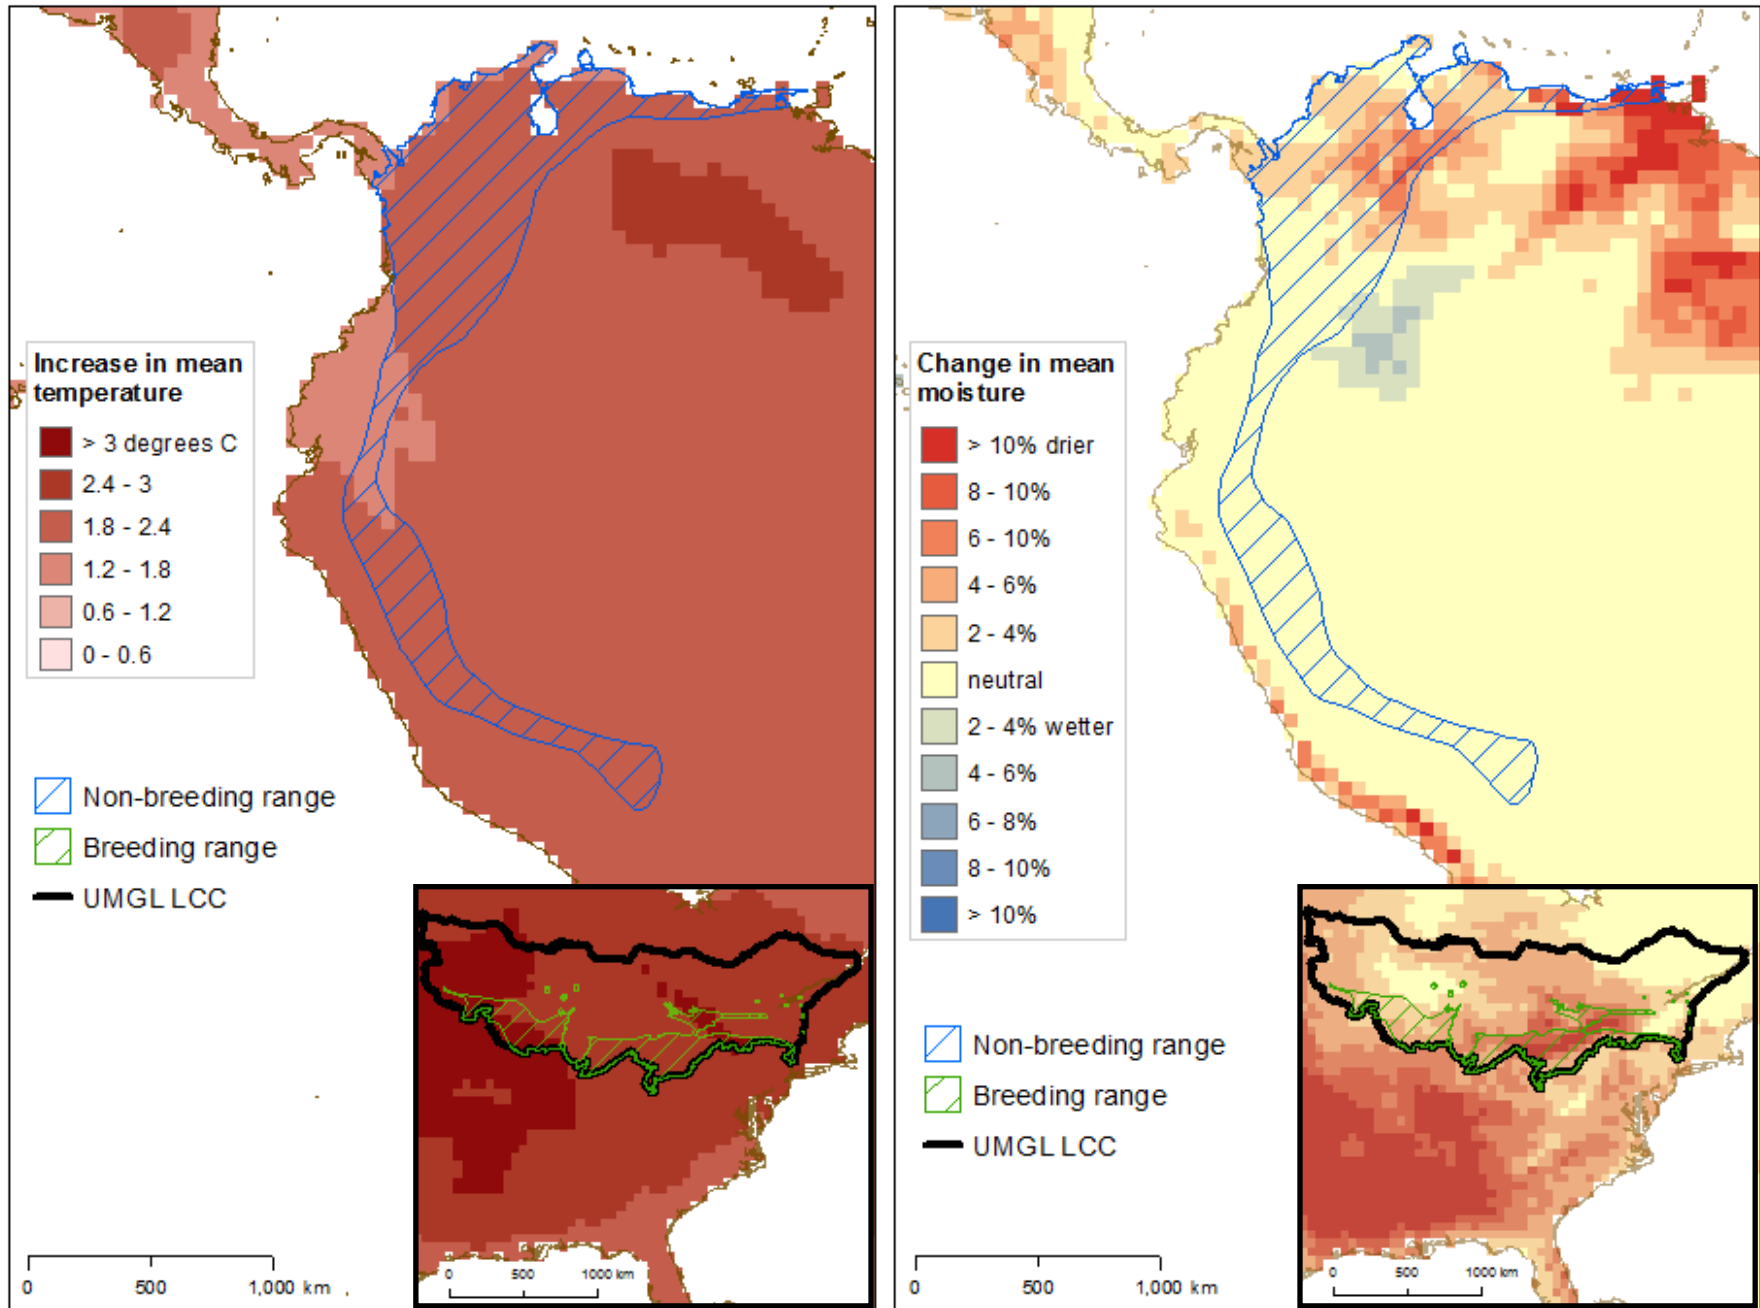 Increase in mean
temperature
> 3 degrees C
2.4 - 3
1.8 - 2.4
1.2 - 1.8
0.6 - 1.2
0 - 0.6
Non-breeding range
Breeding range
UMGL LCC
0 500 1,000 km
0 500 1000 km
Change in mean
moisture
> 10% drier
8 - 10%
6 - 10%
4 - 6%
2 - 4%
neutral
2 - 4% wetter
4 - 6%
6 - 8%
8 - 10%
> 10%
Non-breeding range
Breeding range
UMGL LCC
0 500 1,000 km
0 500 1000 km